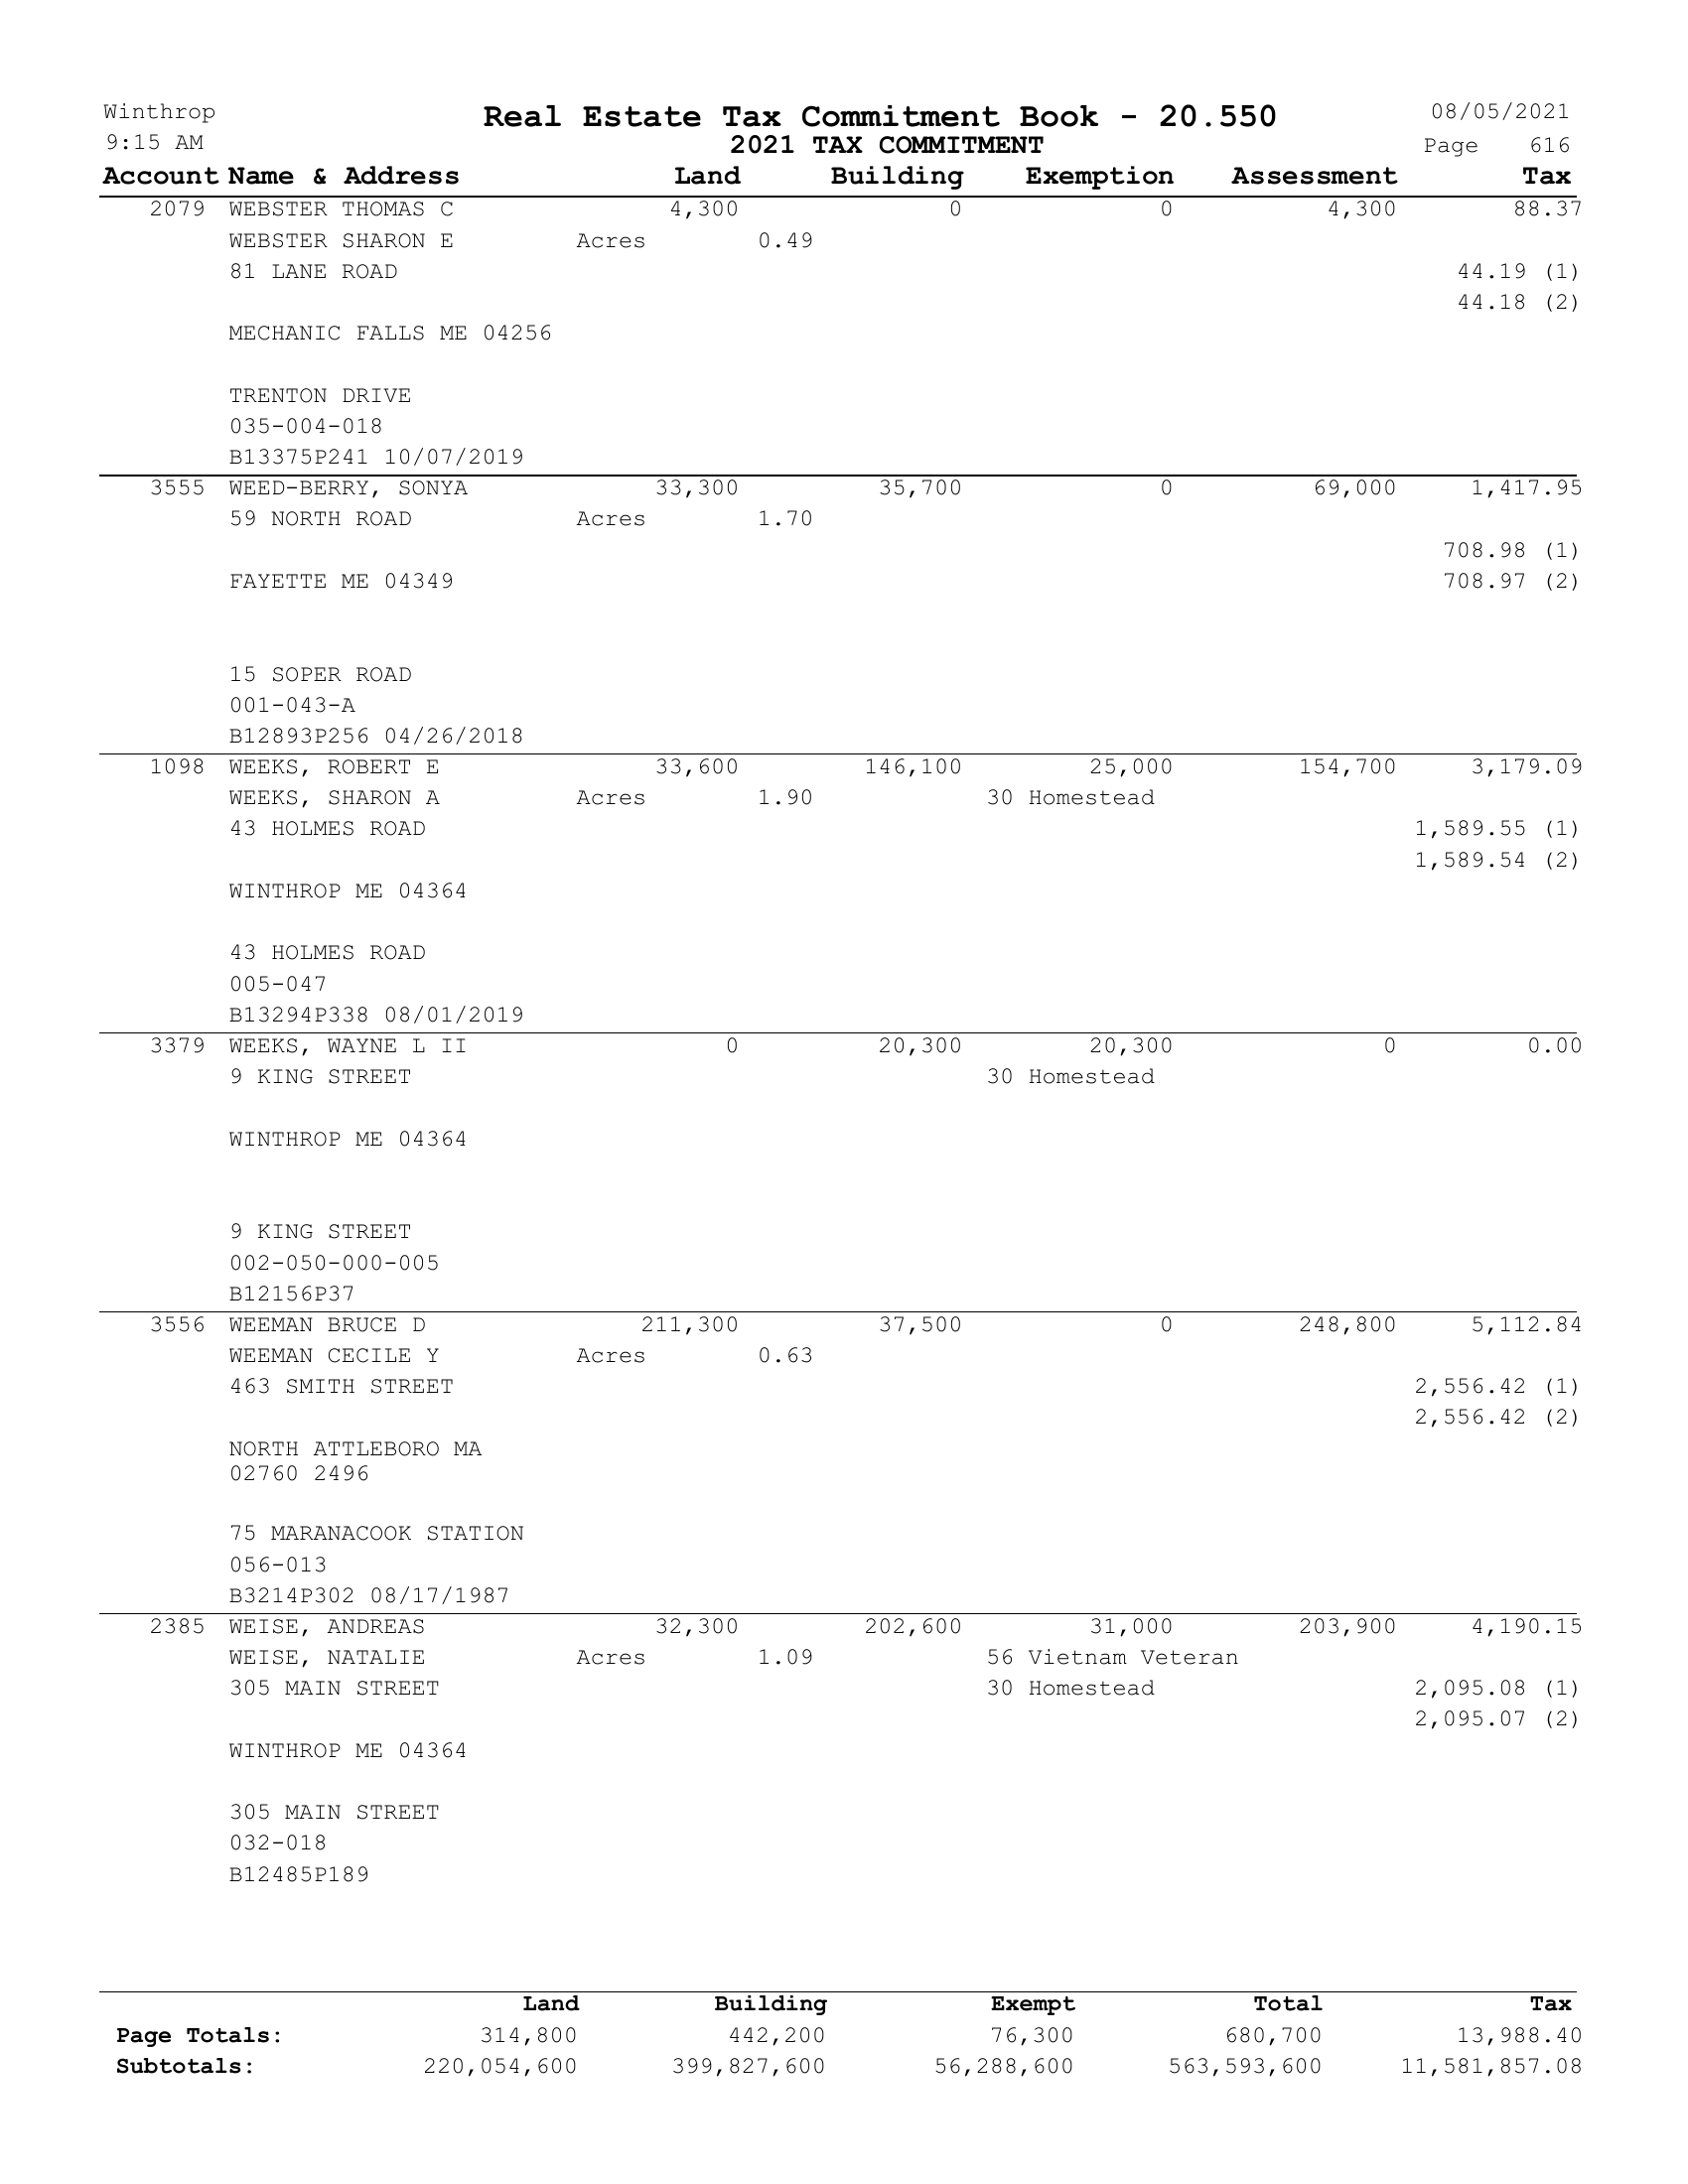 Winthrop Real Estate Tax Commitment Book - 20.550 08/05/2021
9:15 AM 2021 TAX COMMITMENT Page 616
Account Name & Address Land Building Exemption Assessment Tax
2079 WEBSTER THOMAS C 4,300 0 0 4,300 88.37
WEBSTER SHARON E Acres 0.49
81 LANE ROAD 44.19 (1)
44.18 (2)
MECHANIC FALLS ME 04256
TRENTON DRIVE
035-004-018
B13375P241 10/07/2019
3555 WEED-BERRY, SONYA 33,300 35,700 0 69,000 1,417.95
59 NORTH ROAD Acres 1.70
708.98 (1)
FAYETTE ME 04349 708.97 (2)
15 SOPER ROAD
001-043-A
B12893P256 04/26/2018
1098 WEEKS, ROBERT E 33,600 146,100 25,000 154,700 3,179.09
WEEKS, SHARON A Acres 1.90 30 Homestead
43 HOLMES ROAD 1,589.55 (1)
1,589.54 (2)
WINTHROP ME 04364
43 HOLMES ROAD
005-047
B13294P338 08/01/2019
3379 WEEKS, WAYNE L II 0 20,300 20,300 0 0.00
9 KING STREET 30 Homestead
WINTHROP ME 04364
9 KING STREET
002-050-000-005
B12156P37
3556 WEEMAN BRUCE D 211,300 37,500 0 248,800 5,112.84
WEEMAN CECILE Y Acres 0.63
463 SMITH STREET 2,556.42 (1)
2,556.42 (2)
NORTH ATTLEBORO MA
02760 2496
75 MARANACOOK STATION
056-013
B3214P302 08/17/1987
2385 WEISE, ANDREAS 32,300 202,600 31,000 203,900 4,190.15
WEISE, NATALIE Acres 1.09 56 Vietnam Veteran
305 MAIN STREET 30 Homestead 2,095.08 (1)
2,095.07 (2)
WINTHROP ME 04364
305 MAIN STREET
032-018
B12485P189
Land Building Exempt Total Tax
Page Totals: 314,800 442,200 76,300 680,700 13,988.40
Subtotals: 220,054,600 399,827,600 56,288,600 563,593,600 11,581,857.08